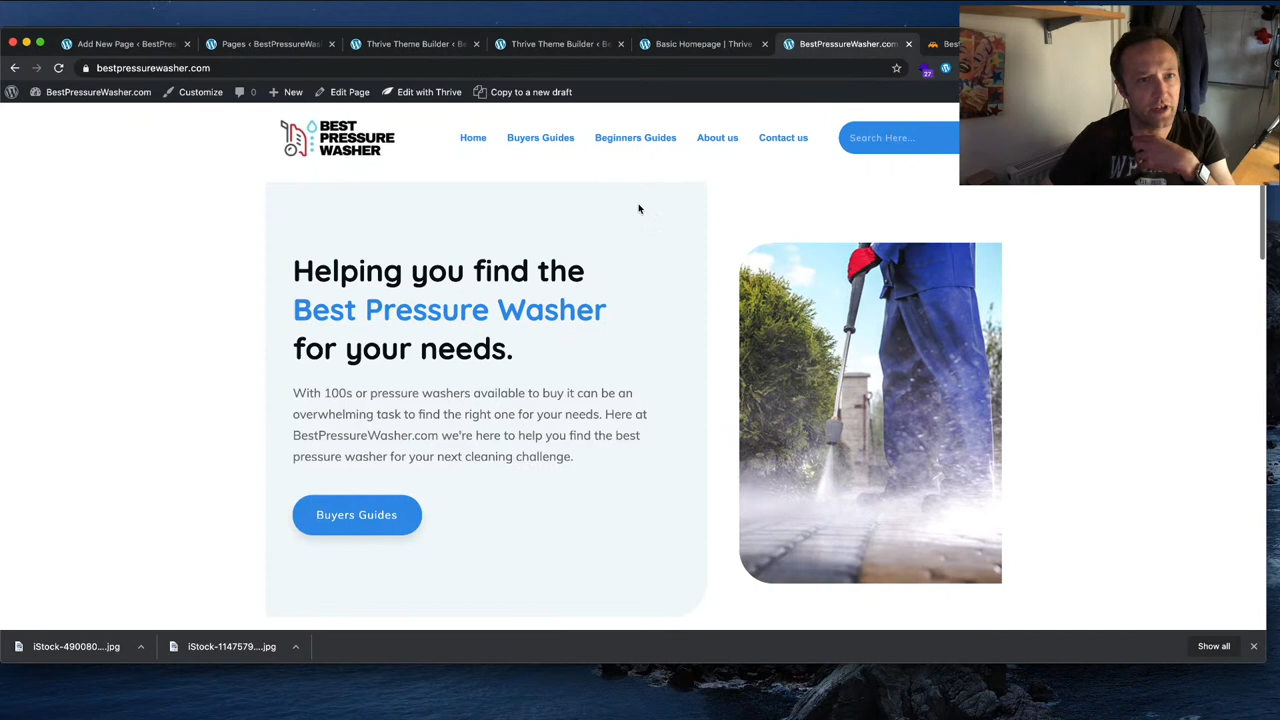 Add New Page ‹ BestPres
Pages ‹ BestPressureWashe
Thrive Theme Builder ‹ Be
Thrive Theme Builder ‹ Be
Basic Homepage | Thrive
BestPressureWasher.com
Bes
bestpressurewasher.com
27
BestPressureWasher.com
Customize
0
New
Edit Page
Edit with Thrive
Copy to a new draft
BEST
PRESSURE
WASHER
Home
Buyers Guides
Beginners Guides
About us
Contact us
Search Here...
Helping you find the
Best Pressure Washer
for your needs.
With 100s or pressure washers available to buy it can be an
overwhelming task to find the right one for your needs. Here at
BestPressureWasher.com we're here to help you find the best
pressure washer for your next cleaning challenge.
Buyers Guides
iStock-490080....jpg
iStock-1147579....jpg
Show all